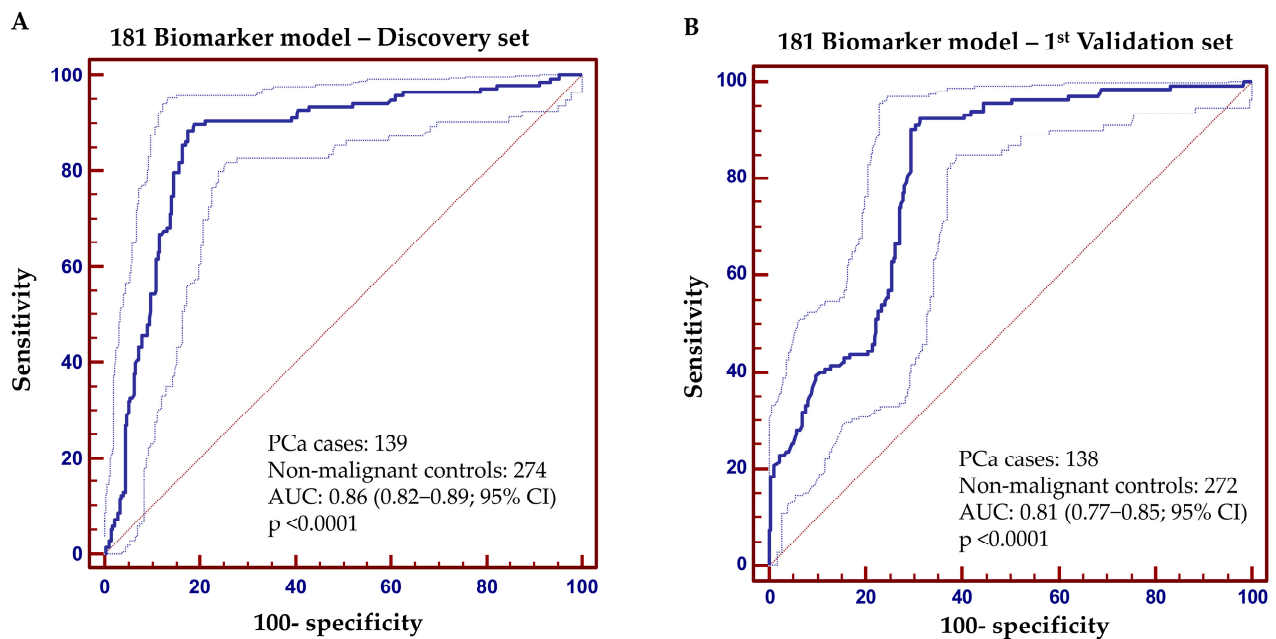 A
181 Biomarker model – Discovery set
100
80
60
40
20
0
Sensitivity
PCa cases: 139
Non-malignant controls: 274
AUC: 0.86 (0.82–0.89; 95% CI)
p <0.0001
0 20 40 60 80 100
100- specificity
B
181 Biomarker model – 1st Validation set
100
80
60
40
20
0
Sensitivity
PCa cases: 138
Non-malignant controls: 272
AUC: 0.81 (0.77–0.85; 95% CI)
p <0.0001
0 20 40 60 80 100
100- specificity